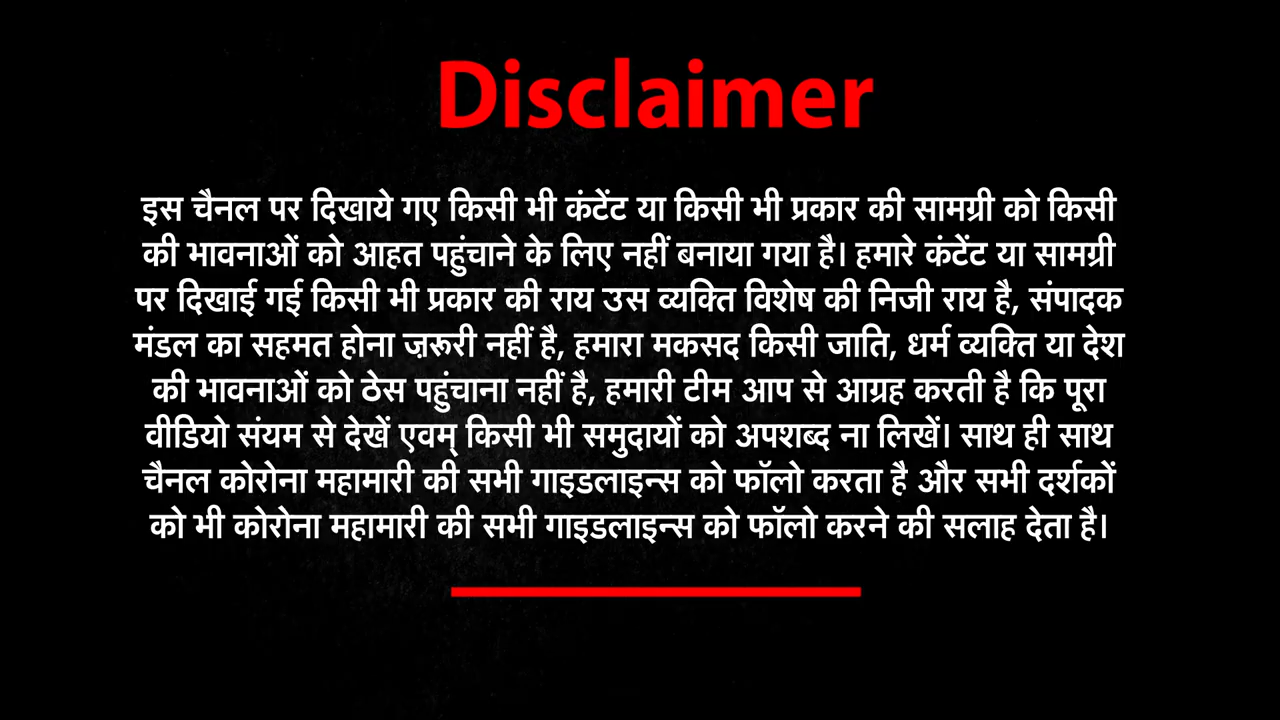 Disclaimer
इस चैनल पर दिखाये गए किसी भी कंटेंट या किसी भी प्रकार की सामग्री को किसी
की भावनाओं को आहत पहुंचाने के लिए नहीं बनाया गया है। हमारे कंटेंट या सामग्री
पर दिखाई गई किसी भी प्रकार की राय उस व्यक्ति विशेष की निजी राय है, संपादक
मंडल का सहमत होना ज़रूरी नहीं है, हमारा मकसद किसी जाति, धर्म व्यक्ति या देश
की भावनाओं को ठेस पहुंचाना नहीं है, हमारी टीम आप से आग्रह करती है कि पूरा
वीडियो संयम से देखें एवम् किसी भी समुदायों को अपशब्द ना लिखें। साथ ही साथ
चैनल कोरोना महामारी की सभी गाइडलाइन्स को फॉलो करता है और सभी दर्शकों
को भी कोरोना महामारी की सभी गाइडलाइन्स को फॉलो करने की सलाह देता है।